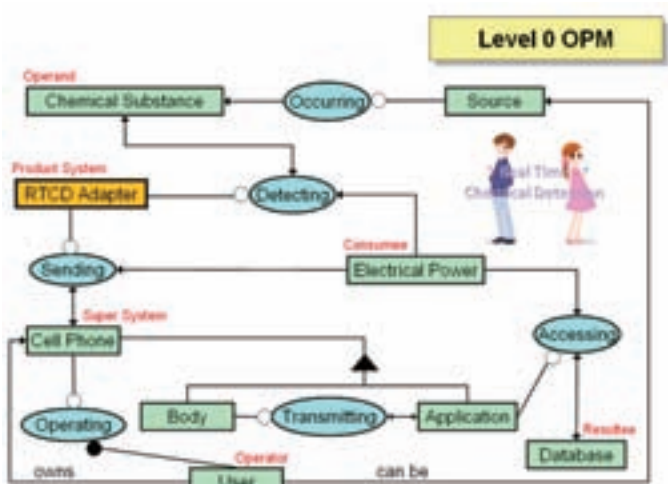 Level 0 OPM
Operand
Chemical Substance
Occurring
Source
Product System
RTCD Adapter
Detecting
Real Time
Chemical Detection
Consumee
Sending
Electrical Power
Super System
Cell Phone
Accessing
Operating
Body
Transmitting
Application
Resultee
Database
Operator
owns
User
can be